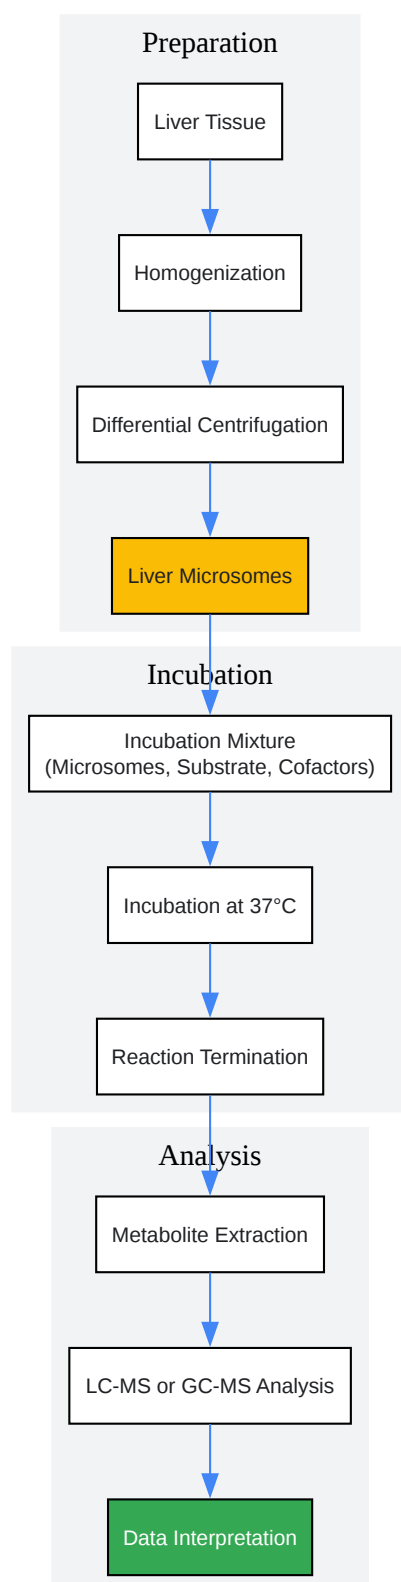 Preparation
Liver Tissue
Homogenization
Differential Centrifugation
Liver Microsomes
Incubation
Incubation Mixture
(Microsomes, Substrate, Cofactors)
Incubation at 37°C
Reaction Termination
Analysis
Metabolite Extraction
LC-MS or GC-MS Analysis
Data Interpretation